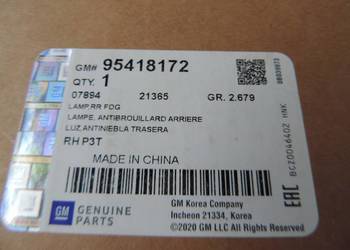 GM# 95418172
QTY. 1
07894 21365 GR. 2.679
LAMP,RR FOG
LAMPE, ANTIBROUILLARD ARRIERE
LUZ,ANTINIEBLA TRASERA
RH P3T
MADE IN CHINA
GM GENUINE PARTS
GM Korea Company
Incheon 21334, Korea
©2020 GM LLC All Rights Reserved
EAC
BGZ0046402 HNK